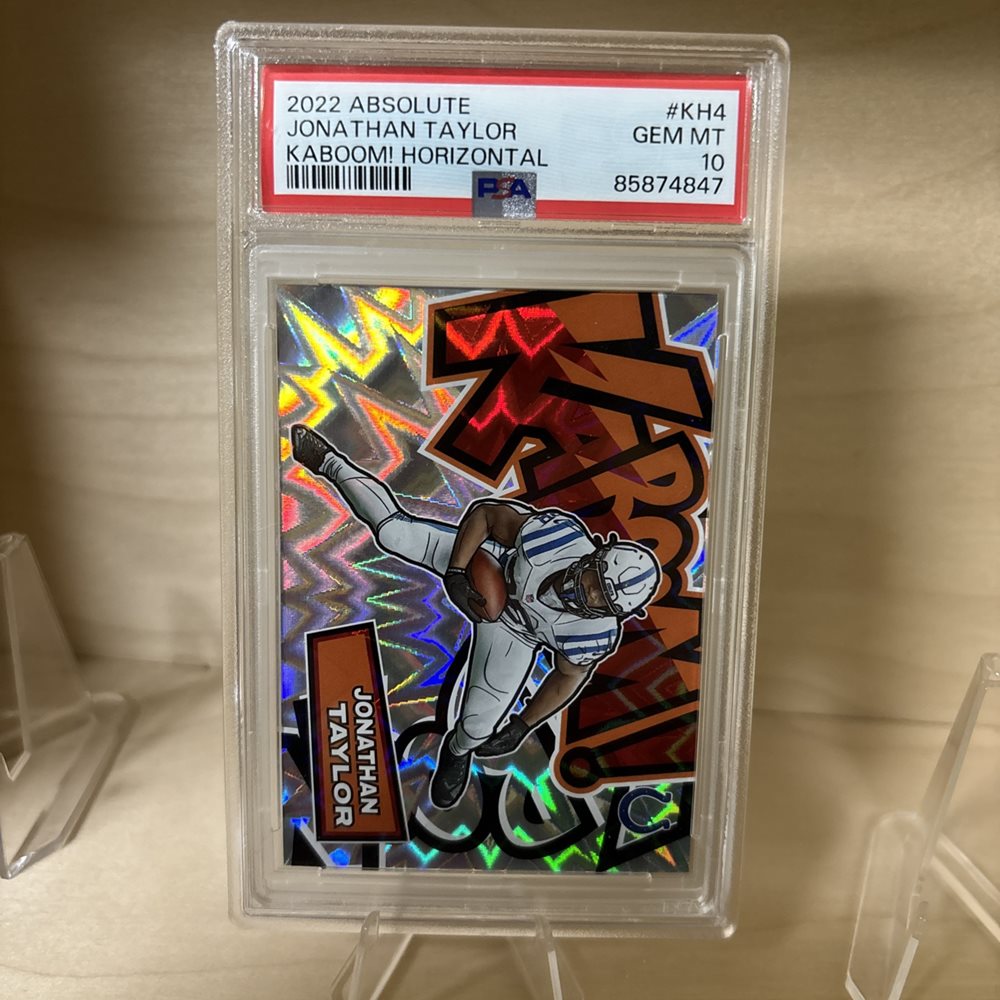 2022 ABSOLUTE
JONATHAN TAYLOR
KABOOM! HORIZONTAL
#KH4
GEM MT
10
85874847
PSA
KABOOM!
JONATHAN
TAYLOR